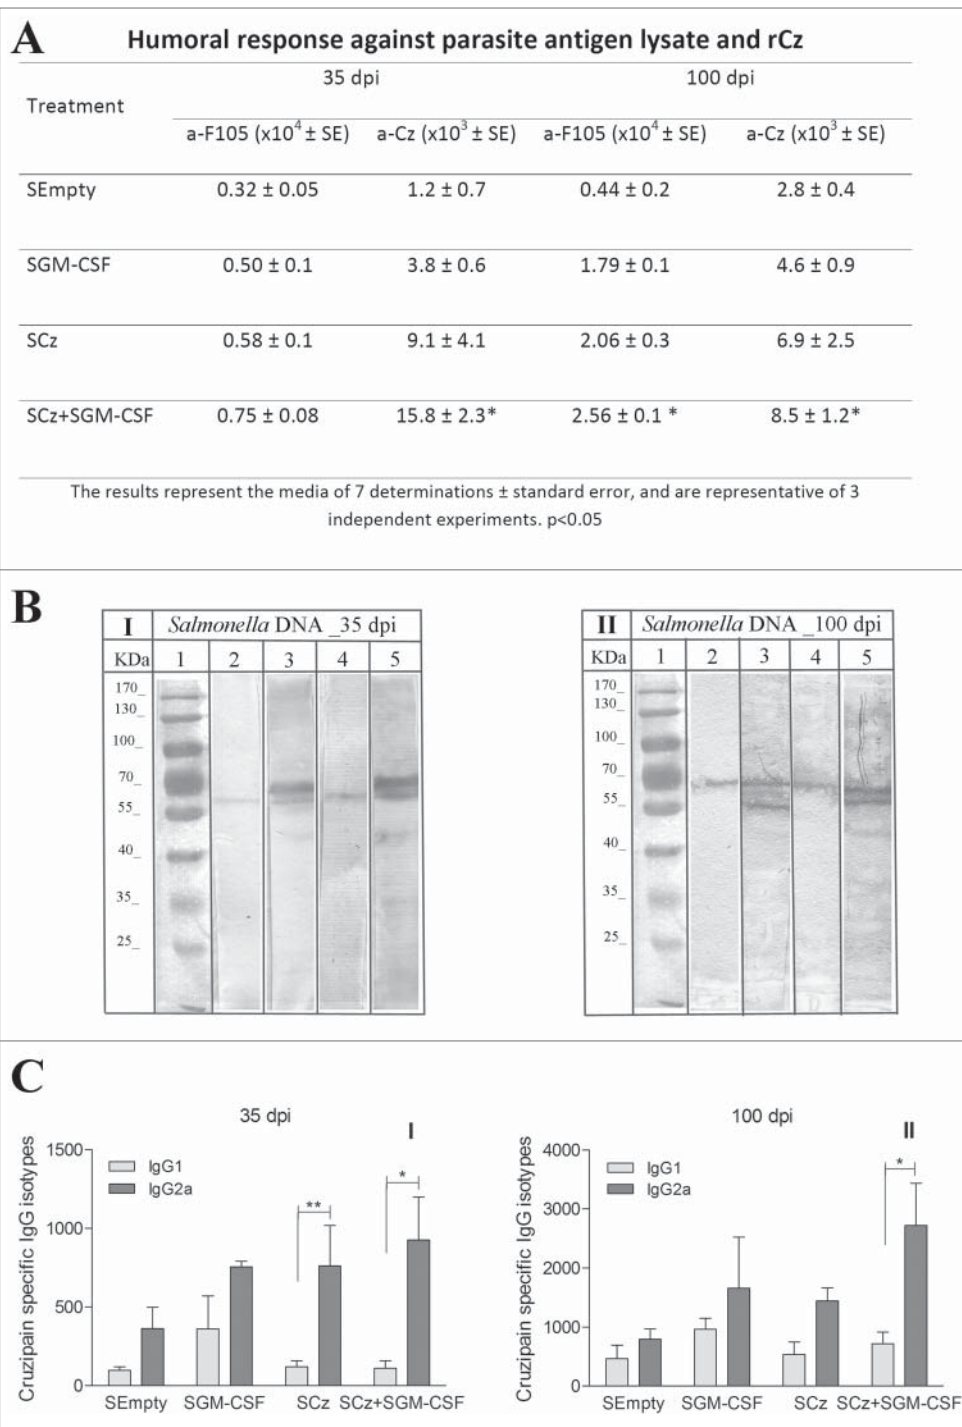 A
Humoral response against parasite antigen lysate and rCz
35 dpi 100 dpi
Treatment
a-F105 (x10⁴ ± SE) a-Cz (x10³ ± SE) a-F105 (x10⁴ ± SE) a-Cz (x10³ ± SE)
SEmpty 0.32 ± 0.05 1.2 ± 0.7 0.44 ± 0.2 2.8 ± 0.4
SGM-CSF 0.50 ± 0.1 3.8 ± 0.6 1.79 ± 0.1 4.6 ± 0.9
SCz 0.58 ± 0.1 9.1 ± 4.1 2.06 ± 0.3 6.9 ± 2.5
SCz+SGM-CSF 0.75 ± 0.08 15.8 ± 2.3* 2.56 ± 0.1 * 8.5 ± 1.2*
The results represent the media of 7 determinations ± standard error, and are representative of 3
independent experiments. p<0.05
B
I Salmonella DNA _35 dpi
KDa 1 2 3 4 5
170_
130_
100_
70_
55_
40_
35_
25_
II Salmonella DNA _100 dpi
KDa 1 2 3 4 5
170_
130_
100_
70_
55_
40_
35_
25_
C
35 dpi
I
Cruzipain specific IgG isotypes
1500
1000
500
0
IgG1
IgG2a
**
*
SEmpty SGM-CSF SCz SCz+SGM-CSF
100 dpi
II
Cruzipain specific IgG isotypes
4000
3000
2000
1000
0
IgG1
IgG2a
*
SEmpty SGM-CSF SCz SCz+SGM-CSF